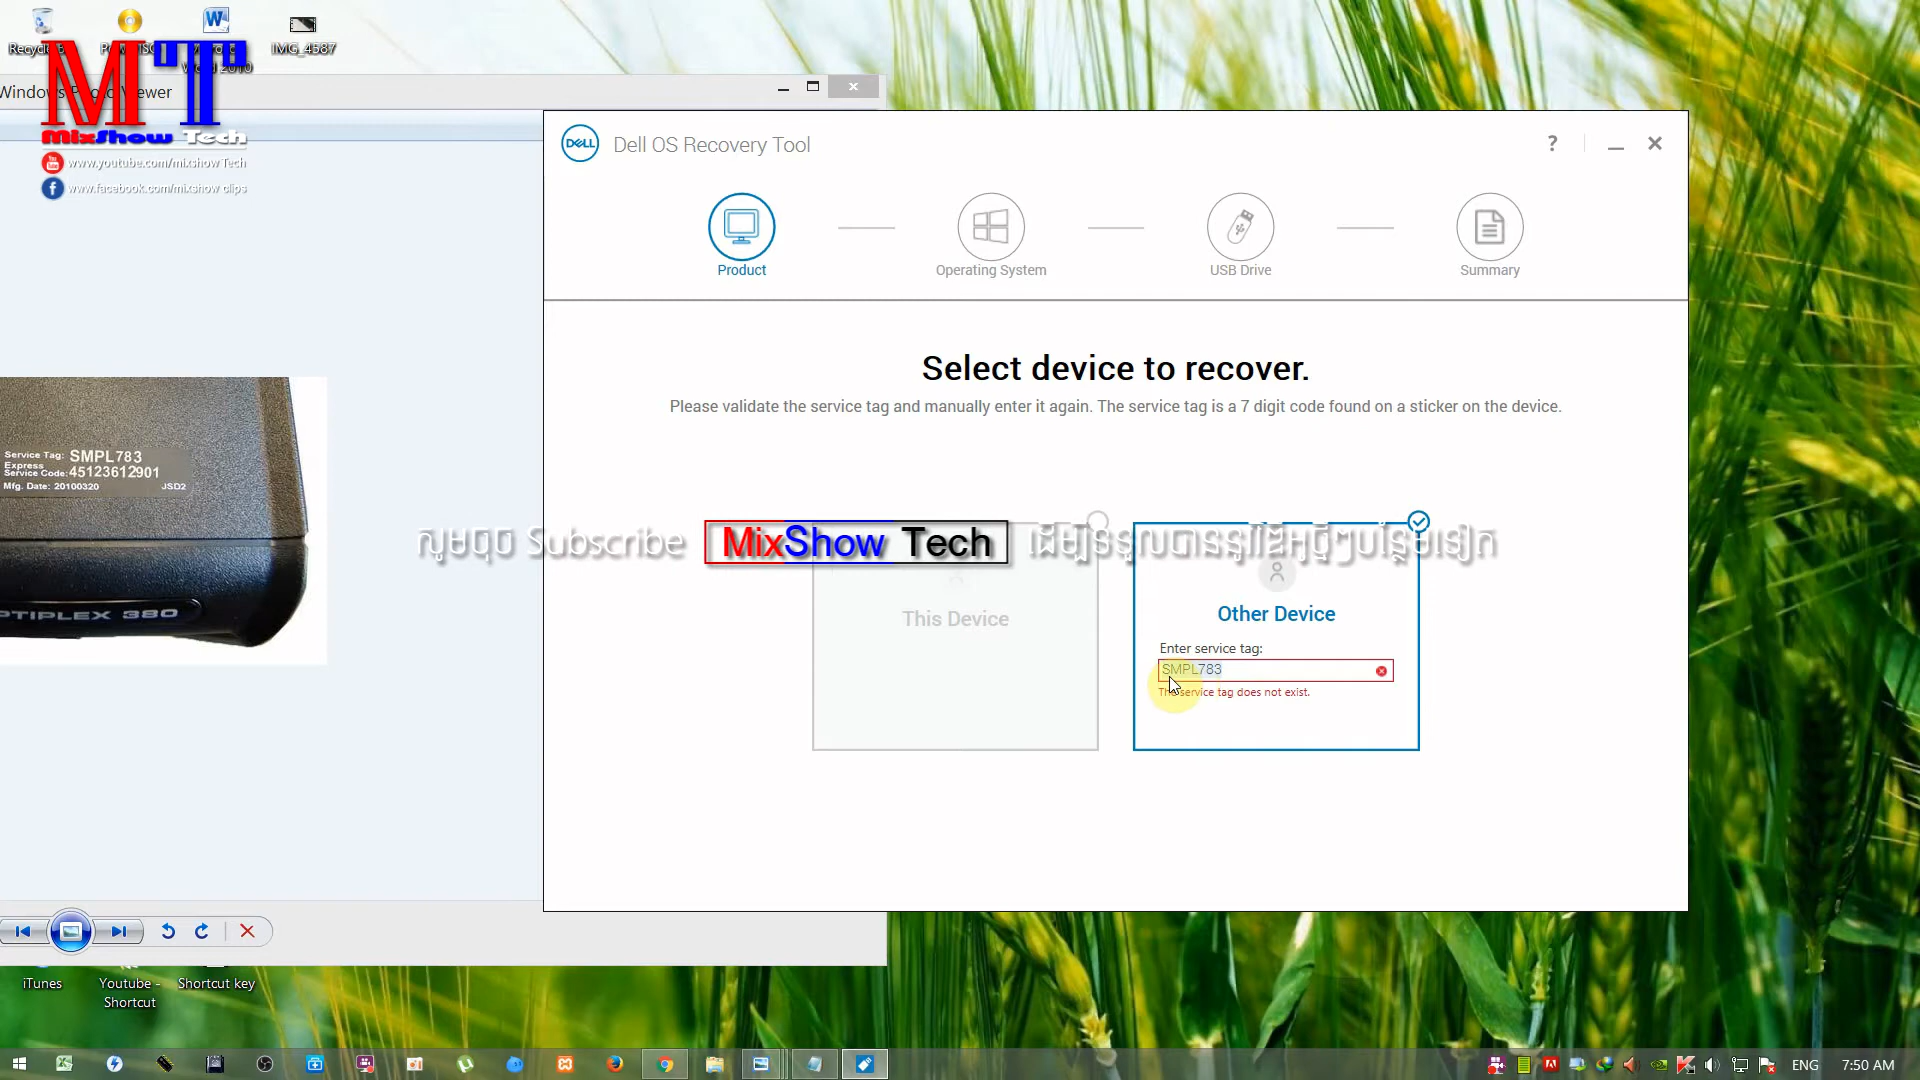 IMG_4587
MT
MixShow Tech
www.youtube.com/mixshow Tech
www.facebook.com/mixshow clips
Dell OS Recovery Tool
DELL
?
Product
Operating System
USB Drive
Summary
Select device to recover.
Please validate the service tag and manually enter it again. The service tag is a 7 digit code found on a sticker on the device.
Service Tag: SMPL783
Express
Service Code: 45123612901
Mfg. Date: 20100320 JSD2
PTIPLEX 380
Subscribe MixShow Tech
This Device
Other Device
Enter service tag:
SMPL783
service tag does not exist.
iTunes
Youtube -
Shortcut
Shortcut key
ENG 7:50 AM